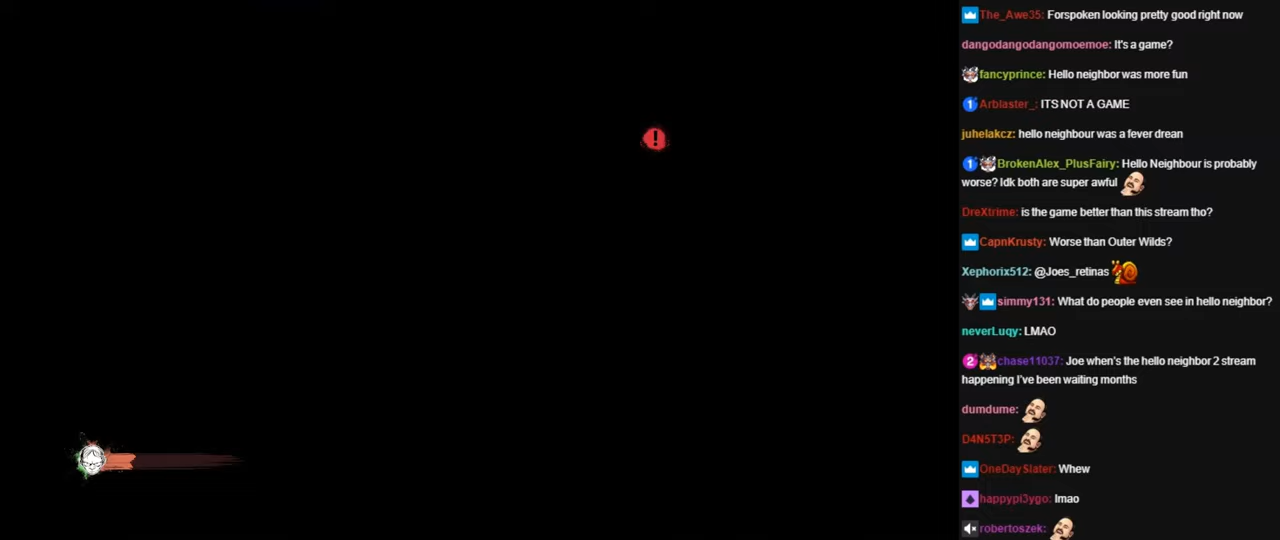 The_Awe35: Forspoken looking pretty good right now
dangodangodangomoemoe: It's a game?
!
fancyprince: Hello neighbor was more fun
1 Arblaster_: ITS NOT A GAME
juhelakcz: hello neighbour was a fever drean
1 BrokenAlex_PlusFairy: Hello Neighbour is probably
worse? Idk both are super awful
DreXtrime: is the game better than this stream tho?
CapnKrusty: Worse than Outer Wilds?
Xephorix512: @Joes_retinas
simmy131: What do people even see in hello neighbor?
neverLuqy: LMAO
2 chase11037: Joe when's the hello neighbor 2 stream
happening I've been waiting months
dumdume:
D4N5T3P:
OneDaySlater: Whew
happypi3ygo: lmao
robertoszek: